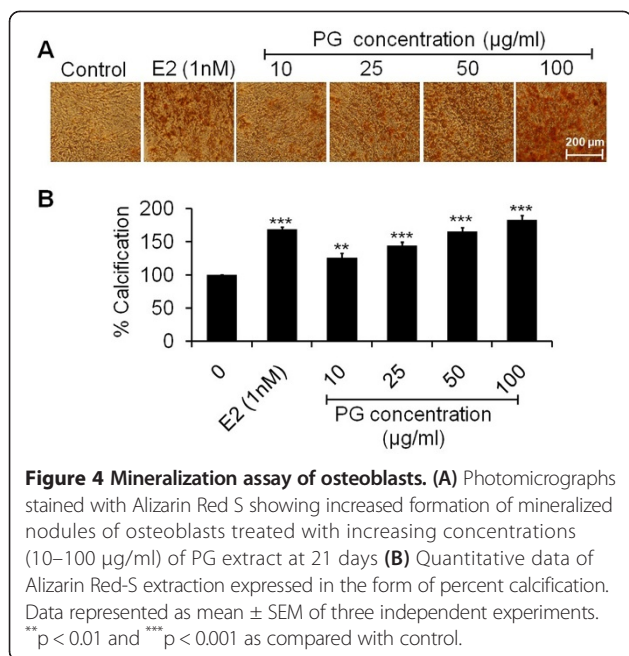 A
PG concentration (µg/ml)
Control E2 (1nM) 10 25 50 100
200 µm
B
200
150
100
50
0
% Calcification
*** ** *** *** ***
0 E2 (1nM) 10 25 50 100
PG concentration
(µg/ml)
Figure 4 Mineralization assay of osteoblasts. (A) Photomicrographs
stained with Alizarin Red S showing increased formation of mineralized
nodules of osteoblasts treated with increasing concentrations
(10–100 µg/ml) of PG extract at 21 days (B) Quantitative data of
Alizarin Red-S extraction expressed in the form of percent calcification.
Data represented as mean ± SEM of three independent experiments.
**p < 0.01 and ***p < 0.001 as compared with control.